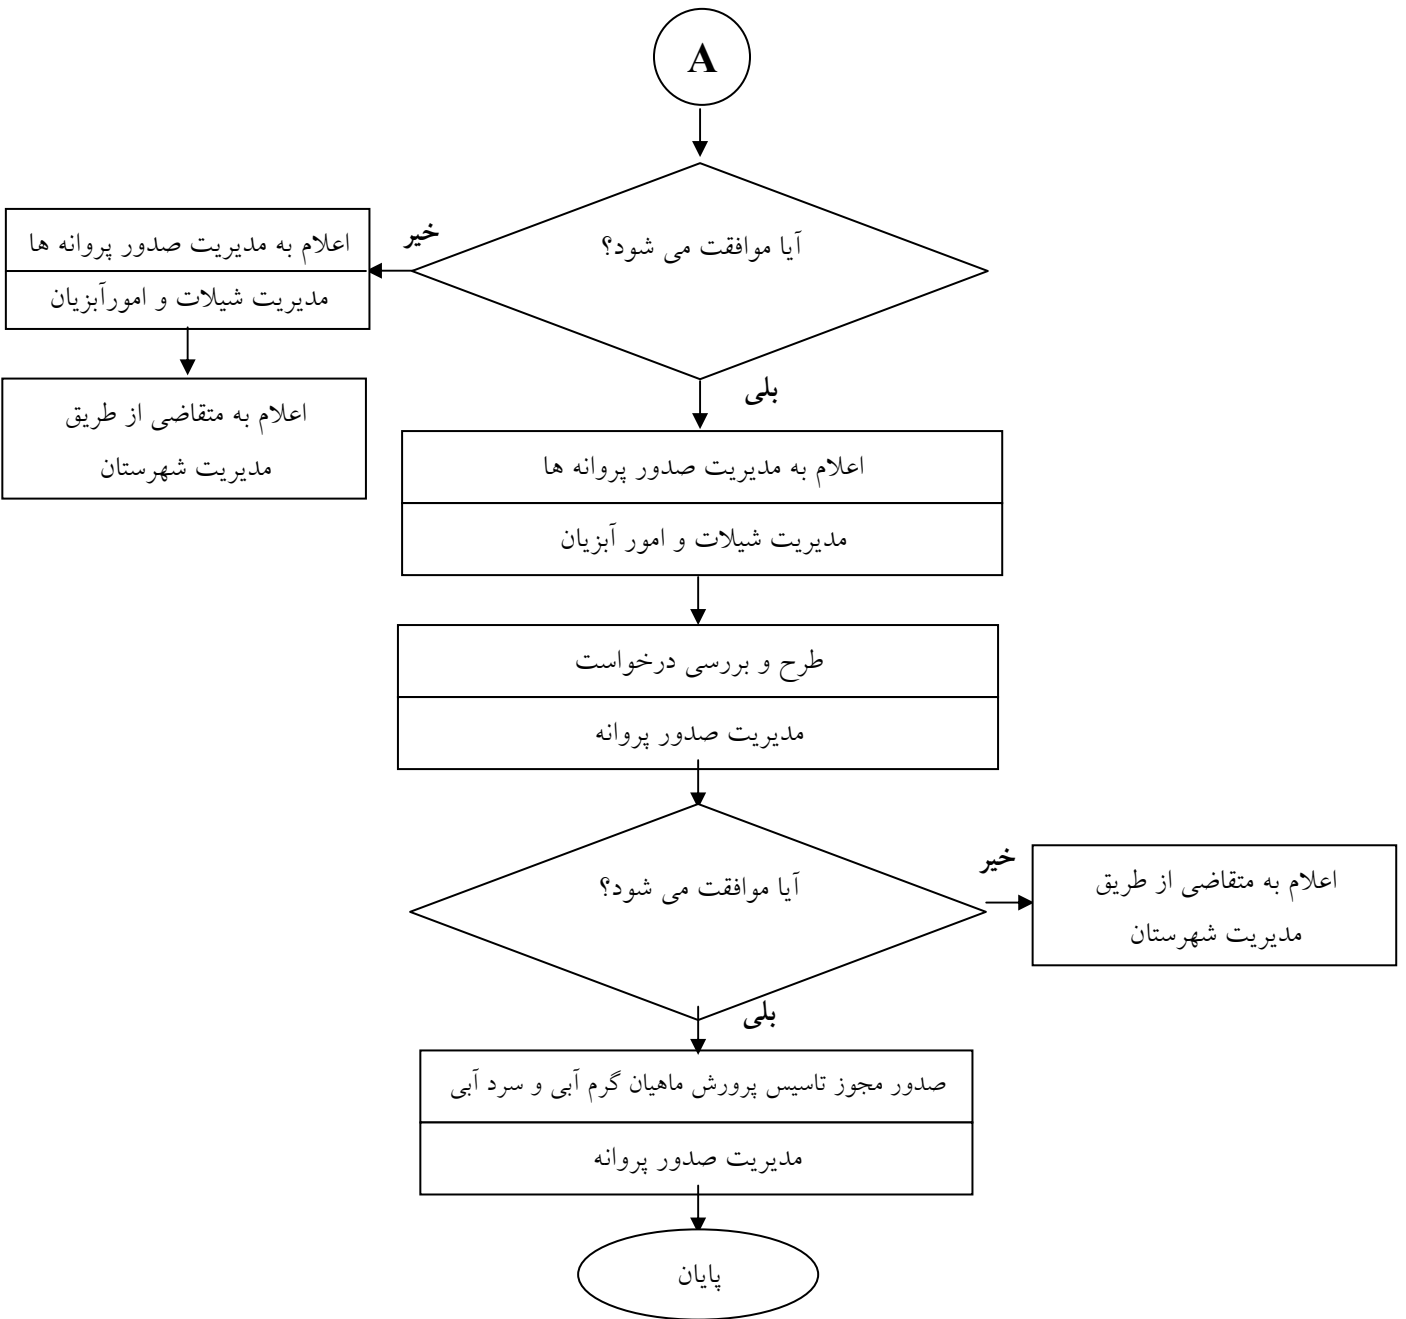 A
آیا موافقت می شود؟
خیر
اعلام به مدیریت صدور پروانه ها
مدیریت شیلات و امورآبزیان
اعلام به متقاضی از طریق
مدیریت شهرستان
بلی
اعلام به مدیریت صدور پروانه ها
مدیریت شیلات و امور آبزیان
طرح و بررسی درخواست
مدیریت صدور پروانه
آیا موافقت می شود؟
خیر
اعلام به متقاضی از طریق
مدیریت شهرستان
بلی
صدور مجوز تاسیس پرورش ماهیان گرم آبی و سرد آبی
مدیریت صدور پروانه
پایان